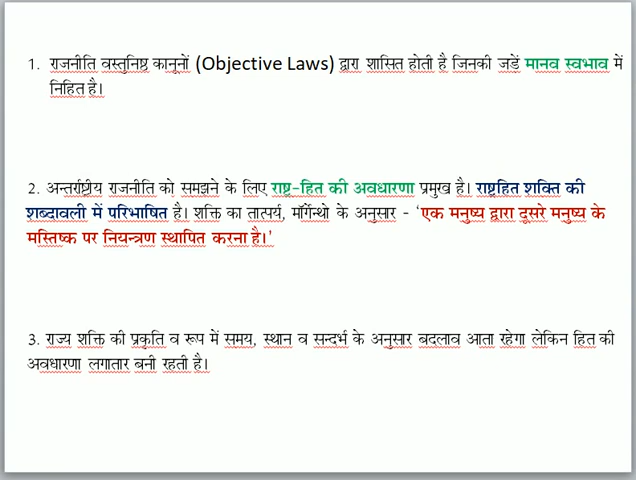 1. राजनीति वस्तुनिष्ठ कानूनों (Objective Laws) द्वारा शासित होती है जिनकी जड़ें मानव स्वभाव में
निहित है।
2. अन्तर्राष्ट्रीय राजनीति को समझने के लिए राष्ट्र-हित की अवधारणा प्रमुख है। राष्ट्रहित शक्ति की
शब्दावली में परिभाषित है। शक्ति का तात्पर्य, मॉर्गेन्थो के अनुसार - 'एक मनुष्य द्वारा दूसरे मनुष्य के
मस्तिष्क पर नियन्त्रण स्थापित करना है।'
3. राज्य शक्ति की प्रकृति व रूप में समय, स्थान व सन्दर्भ के अनुसार बदलाव आता रहेगा लेकिन हित की
अवधारणा लगातार बनी रहती है।